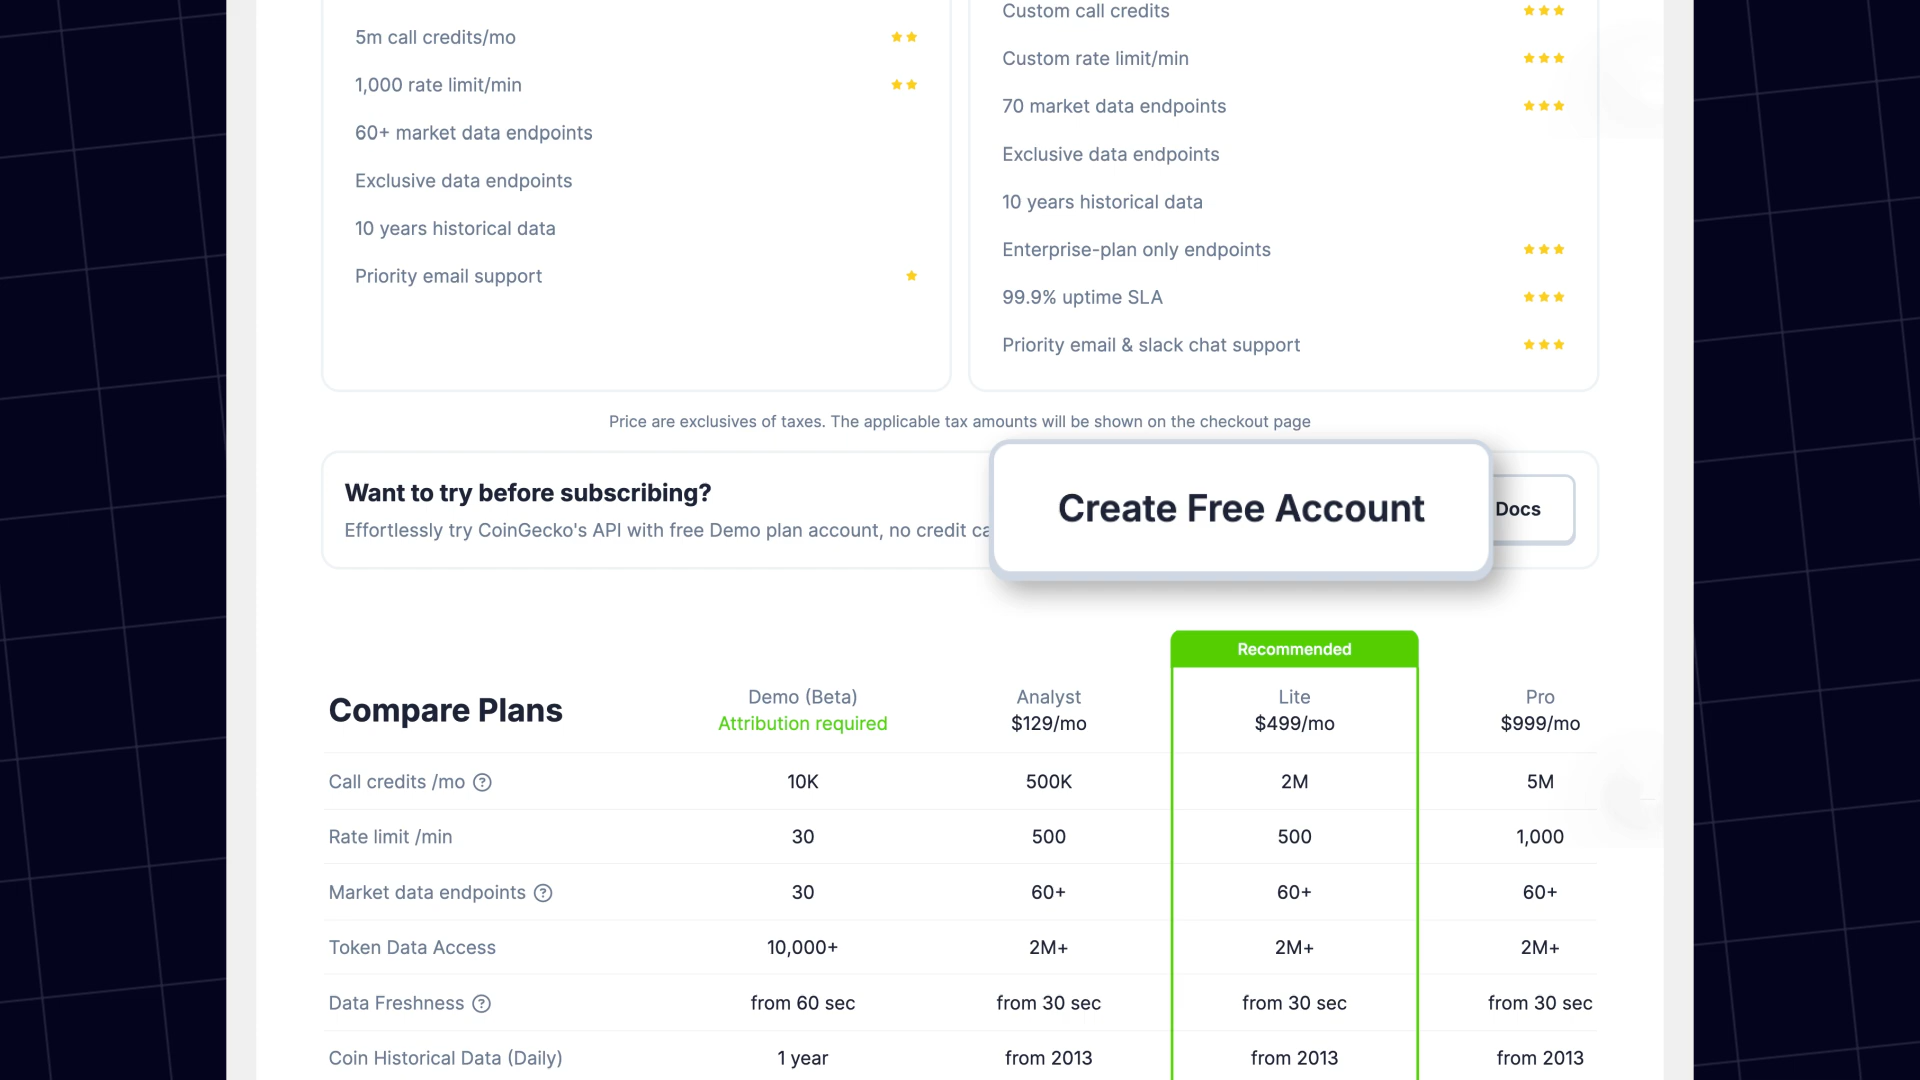 5m call credits/mo
1,000 rate limit/min
60+ market data endpoints
Exclusive data endpoints
10 years historical data
Priority email support
Custom call credits
Custom rate limit/min
70 market data endpoints
Exclusive data endpoints
10 years historical data
Enterprise-plan only endpoints
99.9% uptime SLA
Priority email & slack chat support
Price are exclusives of taxes. The applicable tax amounts will be shown on the checkout page
Want to try before subscribing?
Effortlessly try CoinGecko's API with free Demo plan account, no credit ca
Create Free Account
Docs
Recommended
Compare Plans
Demo (Beta)
Attribution required
Analyst
$129/mo
Lite
$499/mo
Pro
$999/mo
Call credits /mo ? 10K 500K 2M 5M
Rate limit /min 30 500 500 1,000
Market data endpoints ? 30 60+ 60+ 60+
Token Data Access 10,000+ 2M+ 2M+ 2M+
Data Freshness ? from 60 sec from 30 sec from 30 sec from 30 sec
Coin Historical Data (Daily) 1 year from 2013 from 2013 from 2013